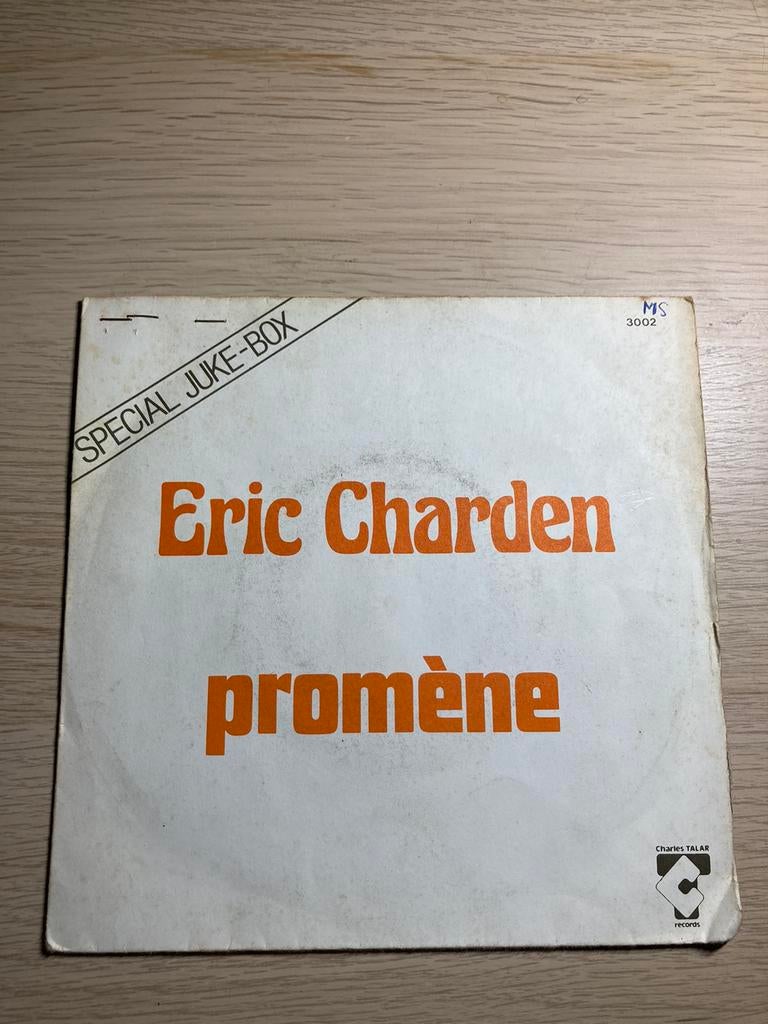 MS
3002
SPECIAL JUKE-BOX
Eric Charden
promène
Charles TALAR
records